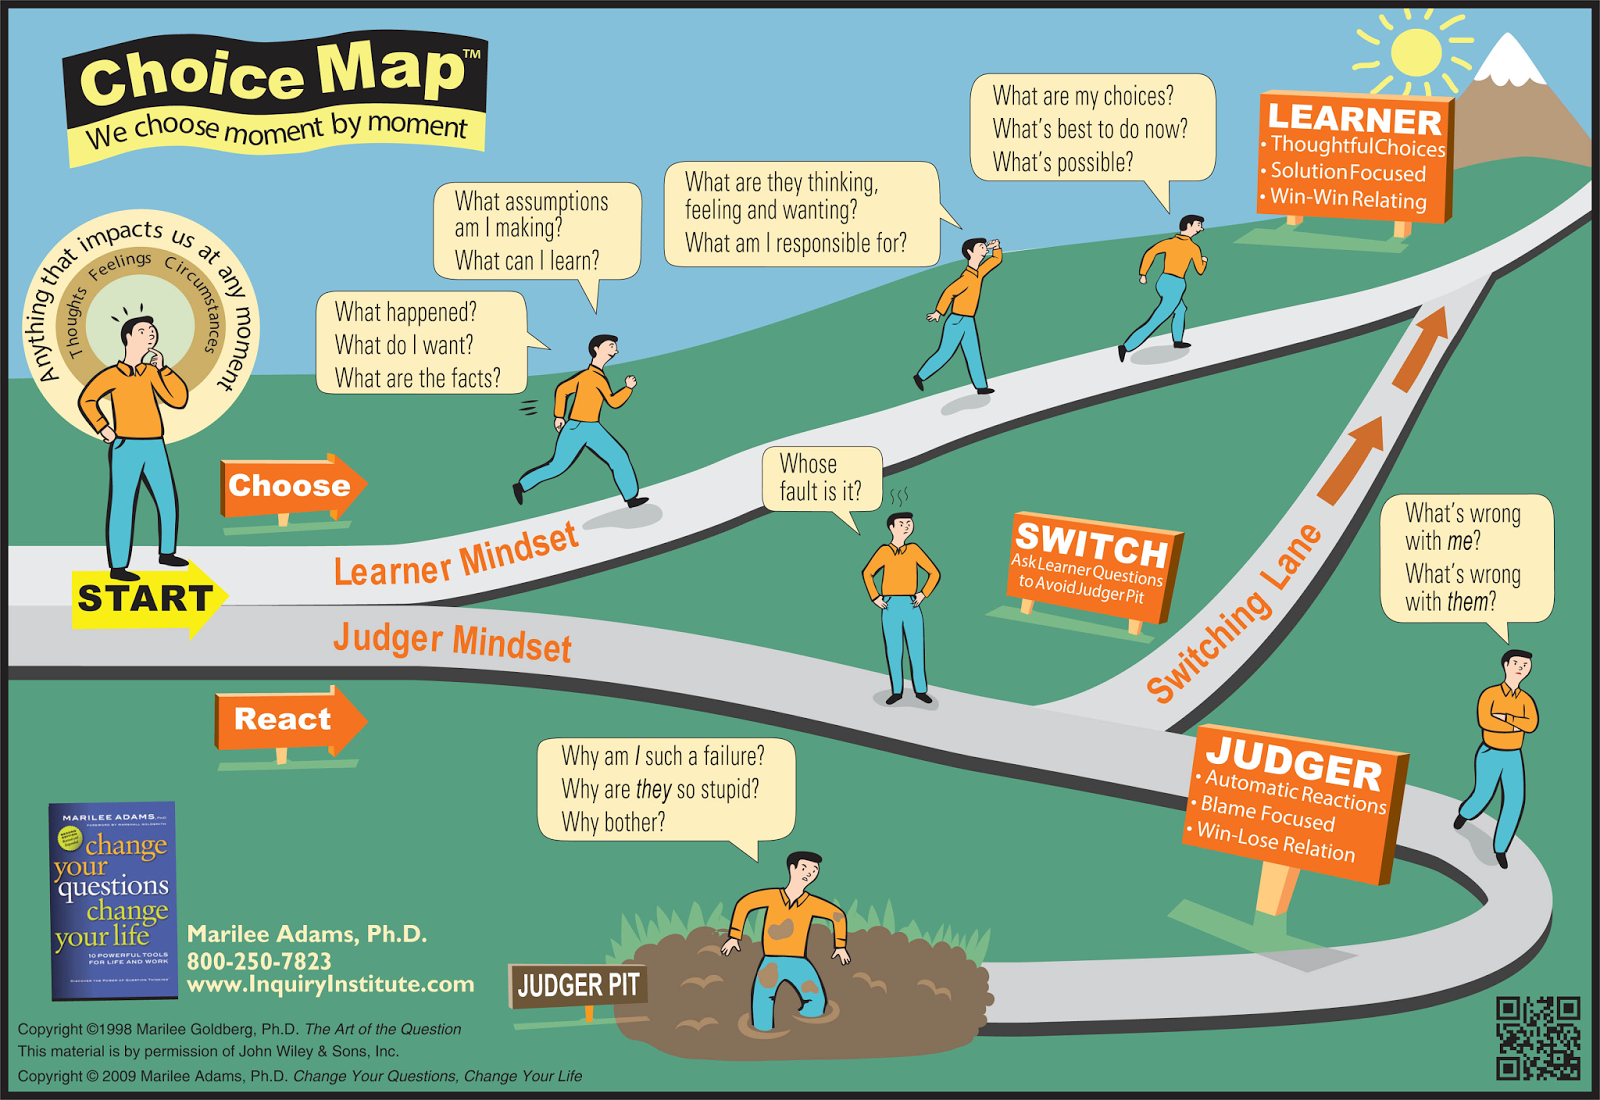 Choice Map™
We choose moment by moment
Anything that impacts us at any moment
Thoughts Feelings Circumstances
What happened?
What do I want?
What are the facts?
What assumptions
am I making?
What can I learn?
What are they thinking,
feeling and wanting?
What am I responsible for?
What are my choices?
What's best to do now?
What's possible?
LEARNER
• Thoughtful Choices
• Solution Focused
• Win-Win Relating
Choose
START
Learner Mindset
Judger Mindset
React
Whose
fault is it?
SWITCH
Ask Learner Questions
to Avoid Judger Pit
Switching Lane
What's wrong
with me?
What's wrong
with them?
JUDGER
• Automatic Reactions
• Blame Focused
• Win-Lose Relation
Why am I such a failure?
Why are they so stupid?
Why bother?
JUDGER PIT
MARILEE ADAMS, PhD
FOREWORD BY MARSHALL GOLDSMITH
change
your
questions
change
your life
10 POWERFUL TOOLS
FOR LIFE AND WORK
Marilee Adams, Ph.D.
800-250-7823
www.InquiryInstitute.com
Copyright ©1998 Marilee Goldberg, Ph.D. The Art of the Question
This material is by permission of John Wiley & Sons, Inc.
Copyright © 2009 Marilee Adams, Ph.D. Change Your Questions, Change Your Life